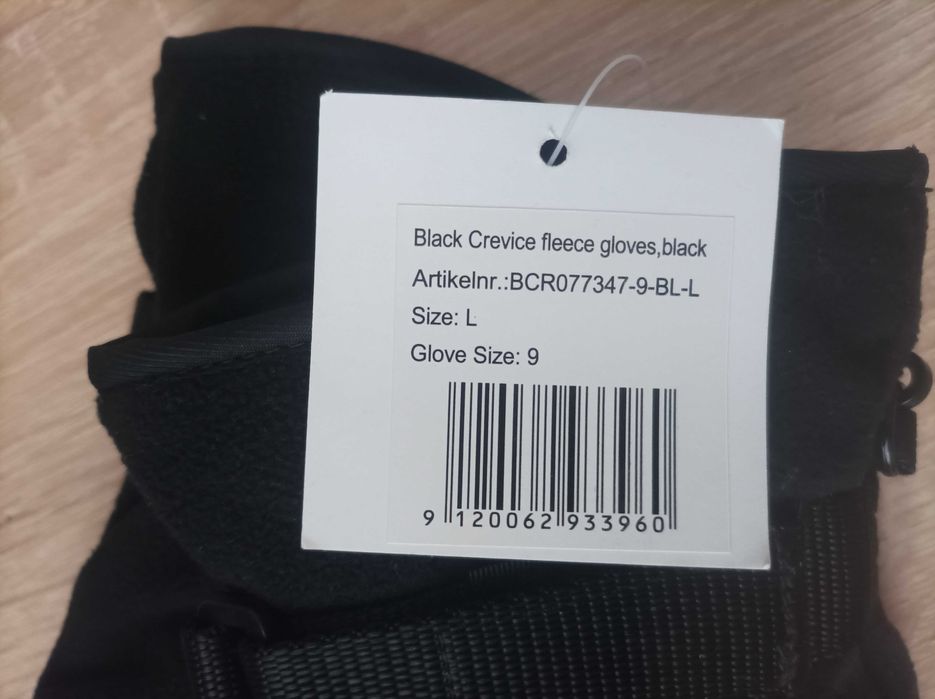 Black Crevice fleece gloves,black
Artikelnr.:BCR077347-9-BL-L
Size: L
Glove Size: 9
9 120062 933960